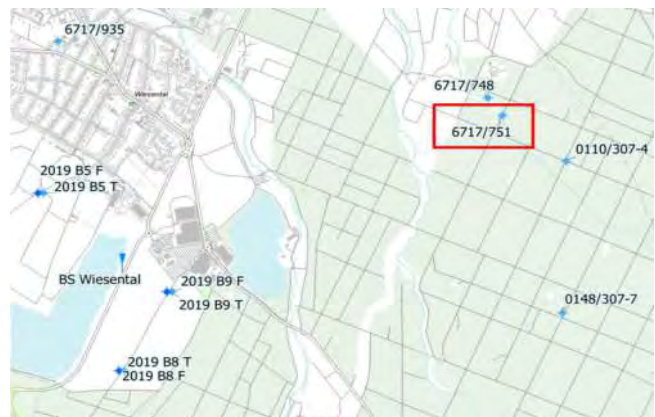 6717/935
Wiesental
6717/748
6717/751
0110/307-4
2019 B5 F
2019 B5 T
BS Wiesental
2019 B9 F
2019 B9 T
0148/307-7
2019 B8 T
2019 B8 F